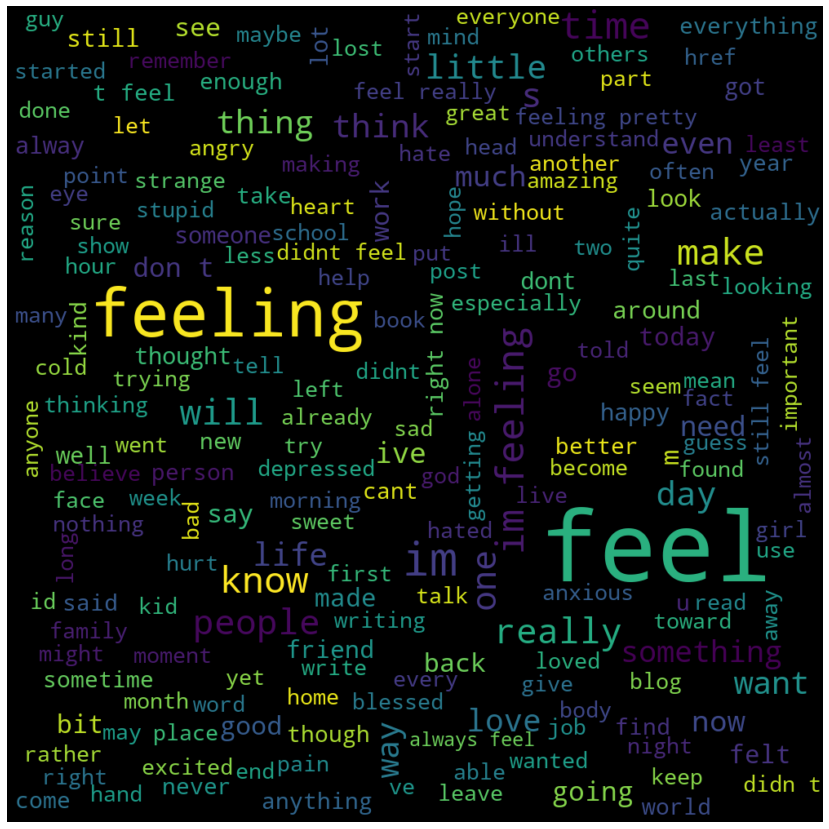 guy
still
see
maybe
lot
everyone
mind
start
time
everything
started
remember
lost
little
others
href
t feel
enough
feel really
s
part
got
done
let
thing
think
great
feeling pretty
alway
angry
making
hate
head
understand
even
least
point
strange
take
heart
work
much
another
amazing
often
year
eye
stupid
hope
without
look
actually
reason
sure
someone
school
quite
show
less
didnt feel
put
ill
two
make
hour
don t
help
post
dont
last
looking
many
kind
feeling
book
right now
especially
around
thought
tell
didnt
im feeling
told
today
important
cold
trying
left
alone
go
seem
mean
fact
thinking
will
already
happy
need
still feel
anyone
well
went
new
try
sad
ive
getting
better
m
guess
believe
person
depressed
god
become
found
almost
face
week
morning
cant
live
day
nothing
bad
say
sweet
hated
one
feel
girl
long
hurt
life
im
use
know
first
talk
anxious
id
said
kid
made
u
read
away
family
people
writing
really
toward
might
moment
friend
back
loved
something
sometime
yet
write
every
give
blog
want
month
word
home
blessed
body
bit
may place
good
though
way
always feel
love
job
find
now
rather
wanted
night
felt
right
excited
end
pain
able
keep
didn t
come
hand
never
anything
ve
leave
going
world